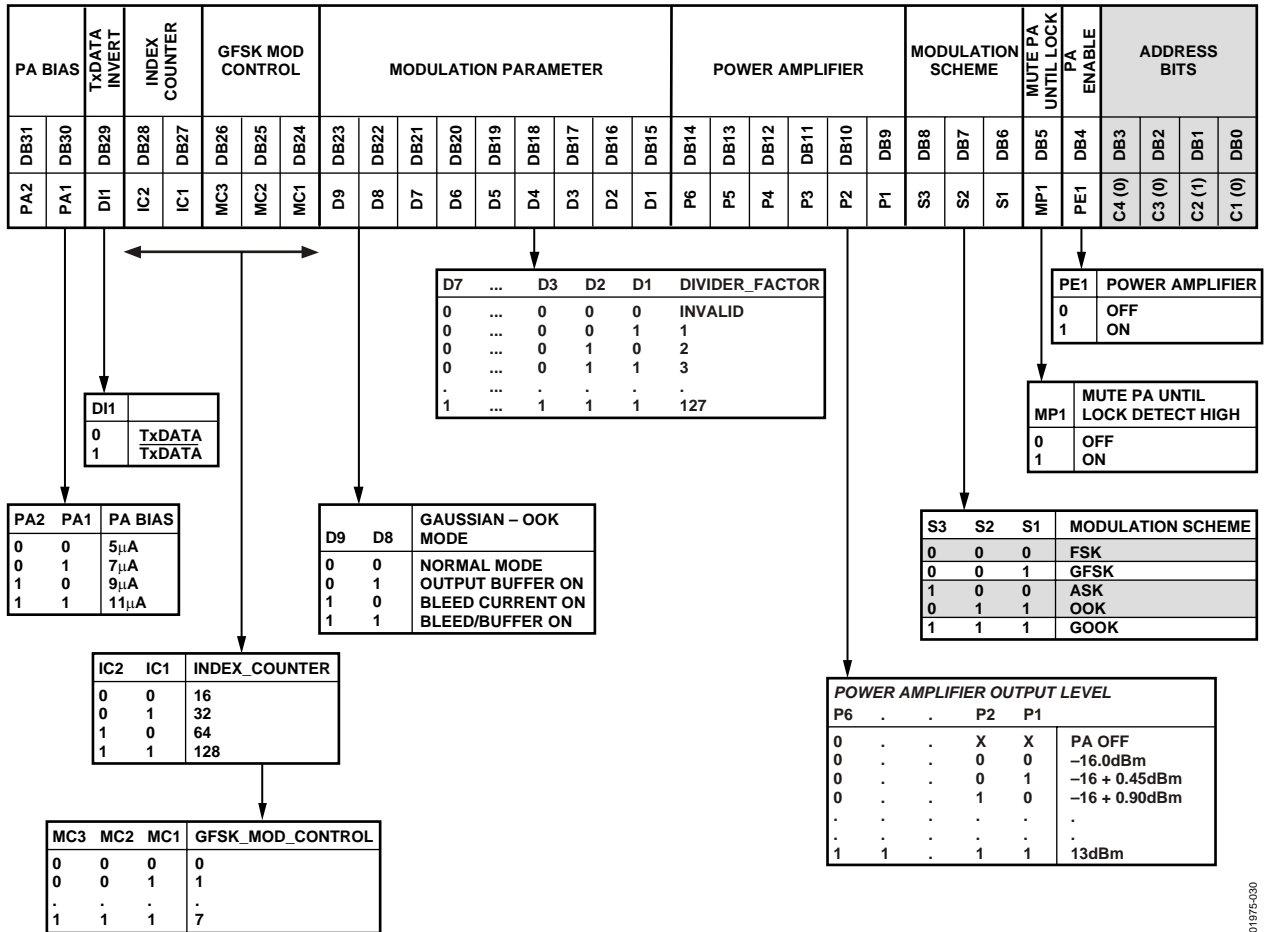 PA BIAS
TxDATA INVERT
INDEX COUNTER
GFSK MOD CONTROL
MODULATION PARAMETER
POWER AMPLIFIER
MODULATION SCHEME
MUTE PA UNTIL LOCK
PA ENABLE
ADDRESS BITS
DB31 DB30 DB29 DB28 DB27 DB26 DB25 DB24 DB23 DB22 DB21 DB20 DB19 DB18 DB17 DB16 DB15 DB14 DB13 DB12 DB11 DB10 DB9 DB8 DB7 DB6 DB5 DB4 DB3 DB2 DB1 DB0
PA2 PA1 DI1 IC2 IC1 MC3 MC2 MC1 D9 D8 D7 D6 D5 D4 D3 D2 D1 P6 P5 P4 P3 P2 P1 S3 S2 S1 MP1 PE1 C4 (0) C3 (0) C2 (1) C1 (0)
D7 ... D3 D2 D1 DIVIDER_FACTOR
0 ... 0 0 0 INVALID
0 ... 0 0 1 1
0 ... 0 1 0 2
0 ... 0 1 1 3
. ... . . . .
1 ... 1 1 1 127
PE1 POWER AMPLIFIER
0 OFF
1 ON
DI1
0 TxDATA
1 TxDATA
MP1 MUTE PA UNTIL
LOCK DETECT HIGH
0 OFF
1 ON
PA2 PA1 PA BIAS
0 0 5µA
0 1 7µA
1 0 9µA
1 1 11µA
D9 D8 GAUSSIAN – OOK
MODE
0 0 NORMAL MODE
0 1 OUTPUT BUFFER ON
1 0 BLEED CURRENT ON
1 1 BLEED/BUFFER ON
S3 S2 S1 MODULATION SCHEME
0 0 0 FSK
0 0 1 GFSK
1 0 0 ASK
0 1 1 OOK
1 1 1 GOOK
IC2 IC1 INDEX_COUNTER
0 0 16
0 1 32
1 0 64
1 1 128
POWER AMPLIFIER OUTPUT LEVEL
P6 . . P2 P1
0 . . X X PA OFF
0 . . 0 0 –16.0dBm
0 . . 0 1 –16 + 0.45dBm
0 . . 1 0 –16 + 0.90dBm
. . . . . .
. . . . . .
1 1 . 1 1 13dBm
MC3 MC2 MC1 GFSK_MOD_CONTROL
0 0 0 0
0 0 1 1
. . . .
1 1 1 7
01975-030